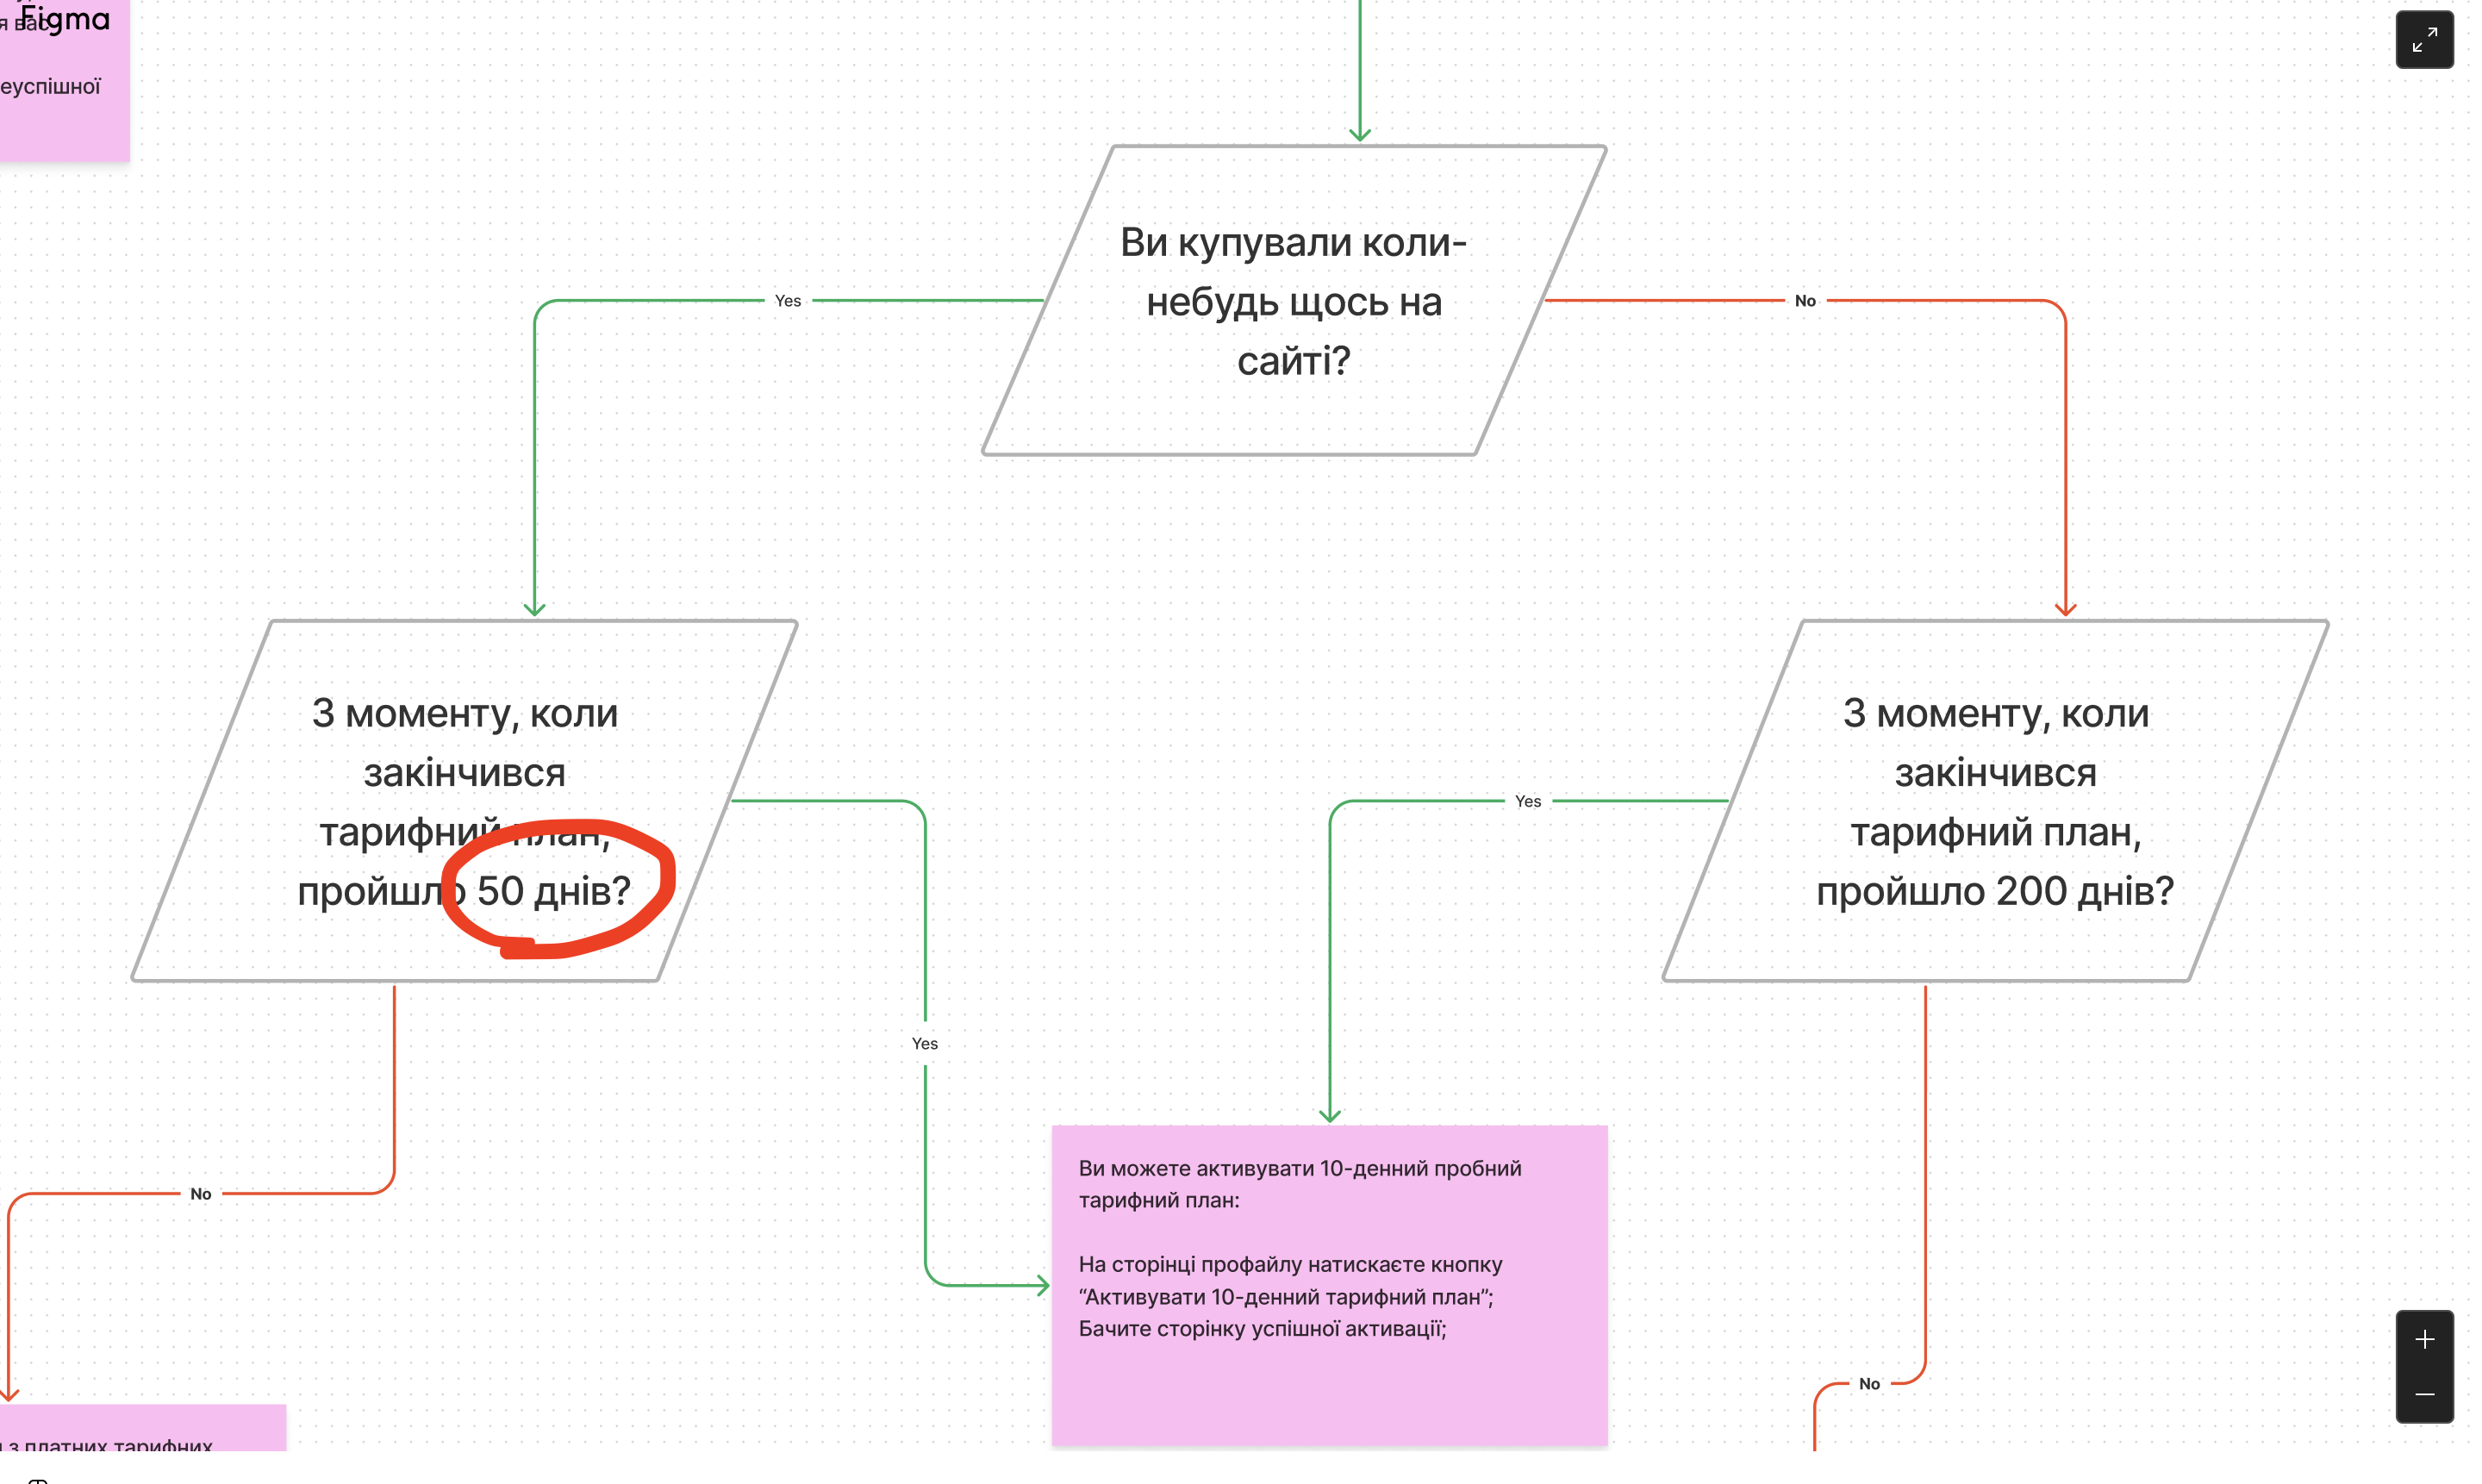 я вас
Figma
еуспішної
Ви купували коли-
небудь щось на
сайті?
Yes
No
З моменту, коли
закінчився
тарифний план,
пройшло 50 днів?
З моменту, коли
закінчився
тарифний план,
пройшло 200 днів?
Yes
Yes
No
Ви можете активувати 10-денний пробний
тарифний план:
На сторінці профайлу натискаєте кнопку
“Активувати 10-денний тарифний план”;
Бачите сторінку успішної активації;
No
з платних тарифних